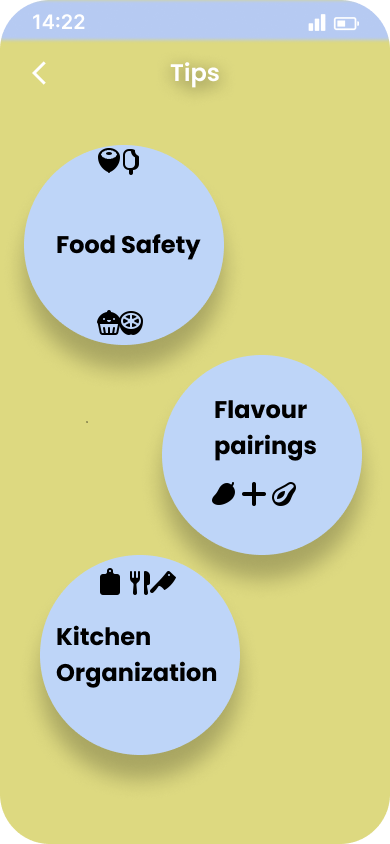 14:22
Tips
Food Safety
Flavour
pairings
Kitchen
Organization